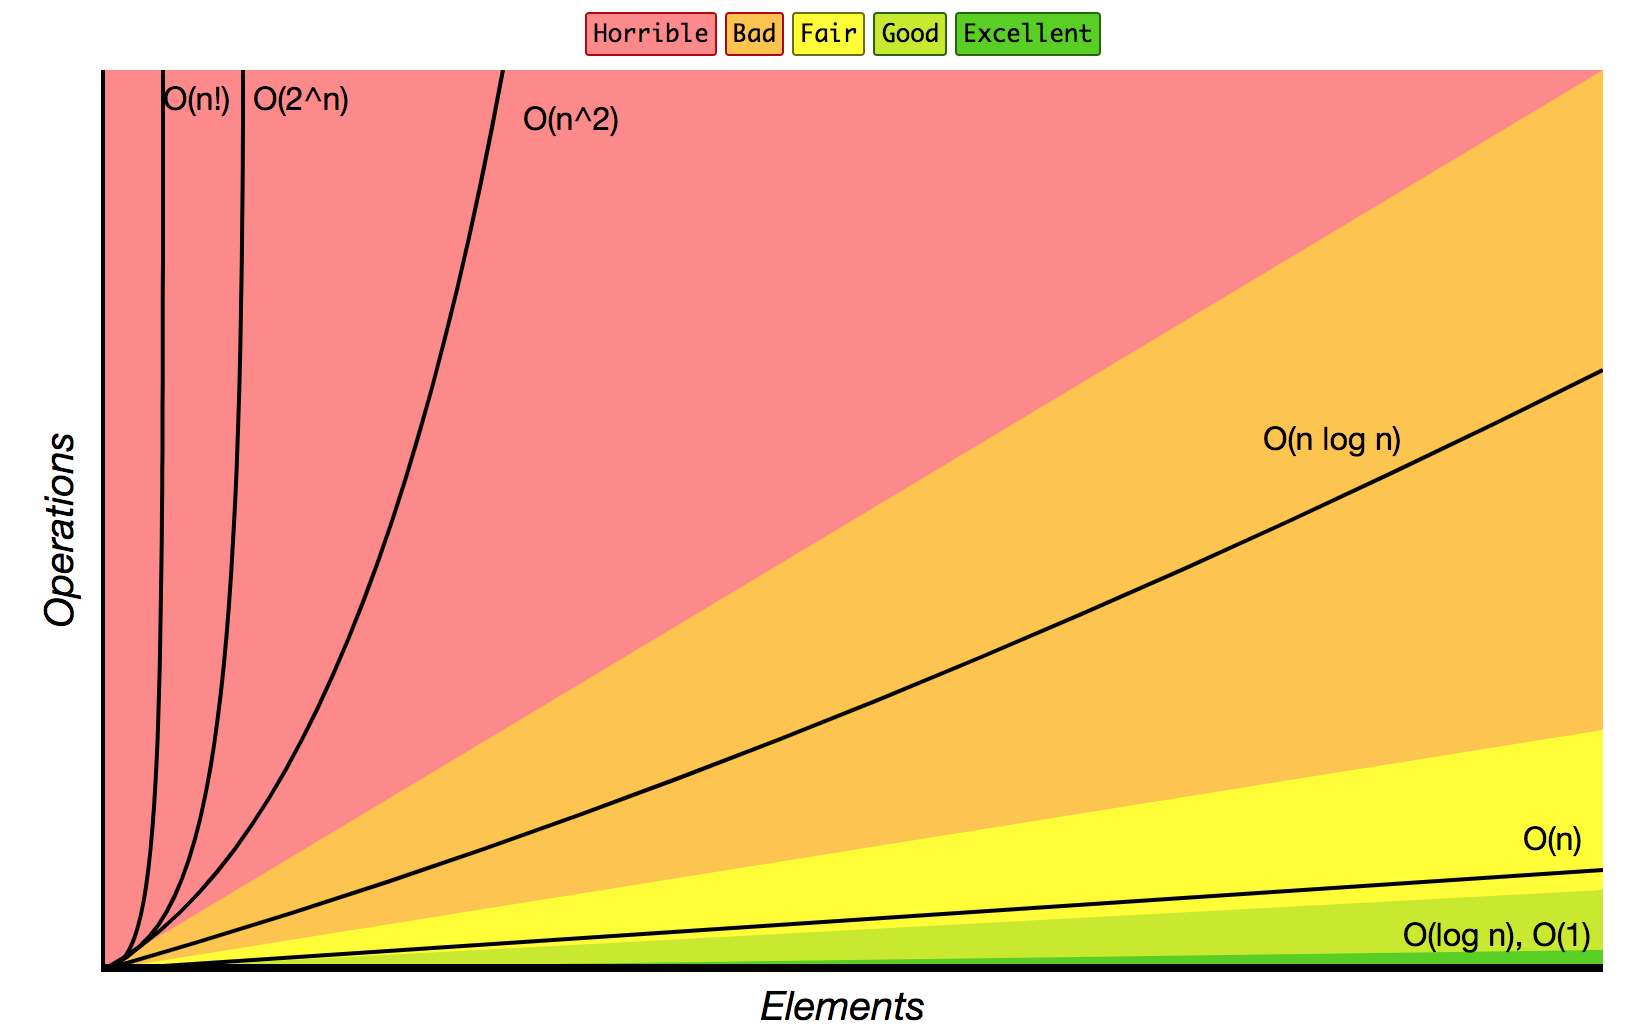 Horrible Bad Fair Good Excellent
O(n!) O(2^n)
O(n^2)
O(n log n)
Operations
O(n)
O(log n), O(1)
Elements